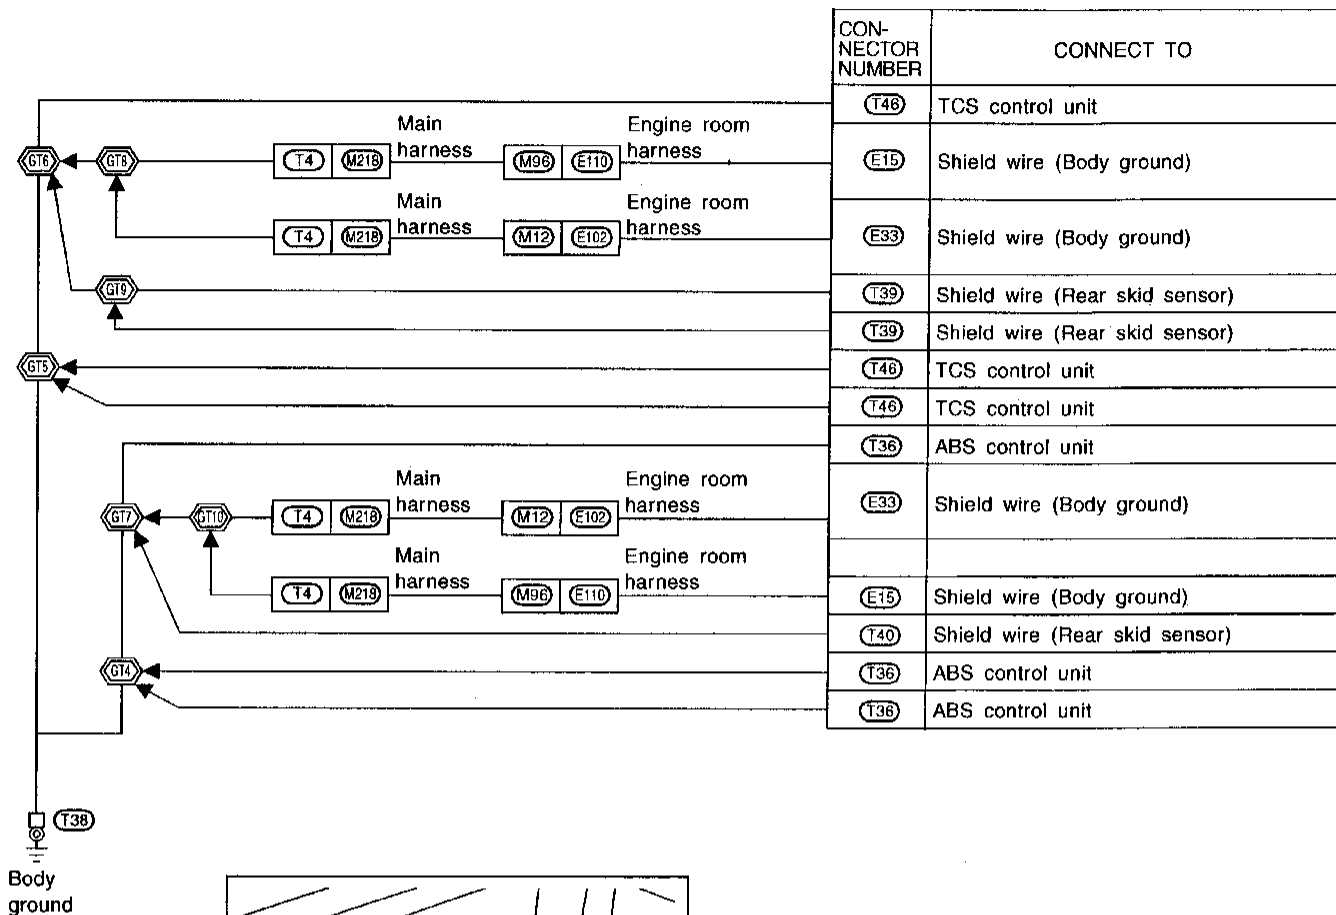 CON-
NECTOR
NUMBER
CONNECT TO
T46 TCS control unit
GT6 GT8 T4 M218 Main
harness M96 E110 Engine room
harness E15 Shield wire (Body ground)
T4 M218 Main
harness M12 E102 Engine room
harness E33 Shield wire (Body ground)
GT9 T39 Shield wire (Rear skid sensor)
T39 Shield wire (Rear skid sensor)
GT5 T46 TCS control unit
T46 TCS control unit
T36 ABS control unit
GT7 GT10 T4 M218 Main
harness M12 E102 Engine room
harness E33 Shield wire (Body ground)
T4 M218 Main
harness M96 E110 Engine room
harness E15 Shield wire (Body ground)
T40 Shield wire (Rear skid sensor)
GT4 T36 ABS control unit
T36 ABS control unit
T38
Body
ground